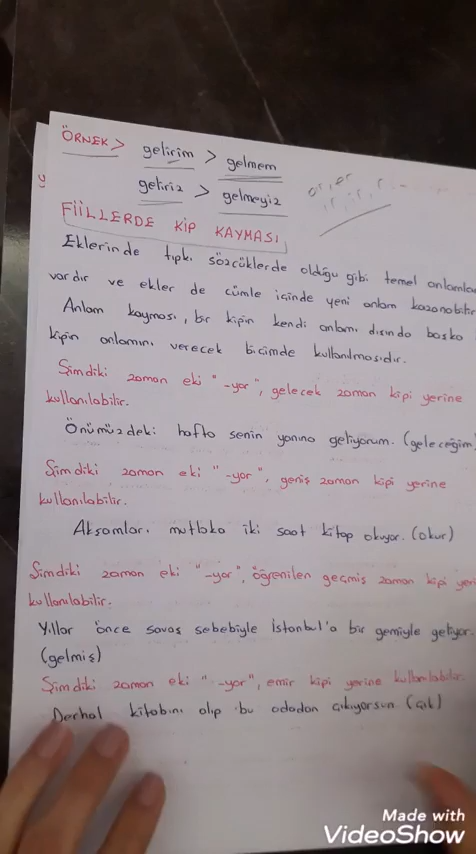 ÖRNEK > gelirim > gelmem
geliriz > gelmeyiz
FİİLLERDE KİP KAYMASI
Eklerinde tıpkı sözcüklerde olduğu gibi temel anlamla
vardır ve ekler de cümle içinde yeni anlam kazanabilir
Anlam kayması, bir kipin kendi anlamı dışında başka
kipin anlamını verecek biçimde kullanılmasıdır.
Şimdiki zaman eki "-yor", gelecek zaman kipi yerine
kullanılabilir.
Önümüzdeki hafta senin yanına geliyorum. (geleceğim)
Şimdiki zaman eki "-yor", geniş zaman kipi yerine
kullanılabilir.
Akşamları mutlaka iki saat kitap okuyor. (okur)
Şimdiki zaman eki "-yor", öğrenilen geçmiş zaman kipi yeri
kullanılabilir.
Yıllar önce savaş sebebiyle İstanbul'a bir gemiyle geliyor.
(gelmiş)
Şimdiki zaman eki "-yor", emir kipi yerine kullanılabilir.
Derhal kitabını alıp bu odadan çıkıyorsun (çık)
Made with
VideoShow